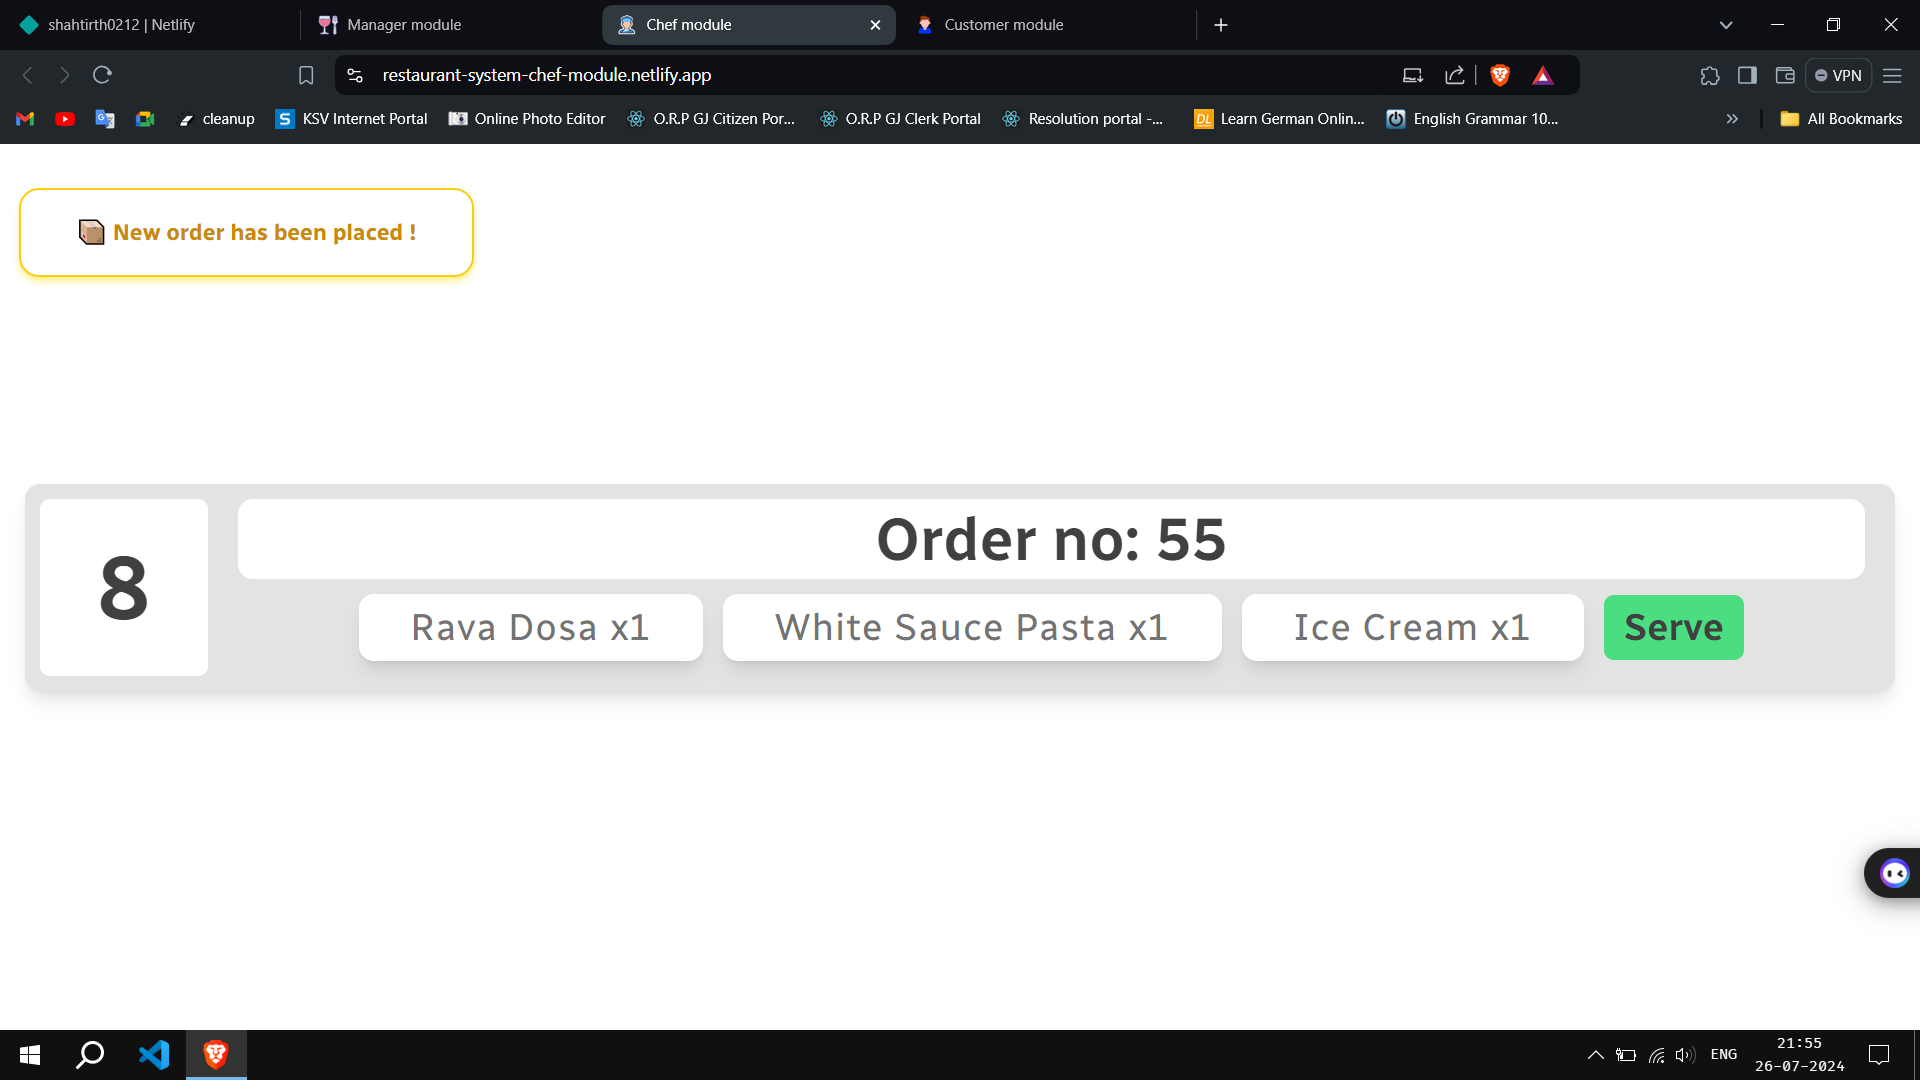 shahtirth0212 | Netlify
Manager module
Chef module
Customer module
restaurant-system-chef-module.netlify.app
VPN
cleanup
S KSV Internet Portal
Online Photo Editor
O.R.P GJ Citizen Por...
O.R.P GJ Clerk Portal
Resolution portal -...
DL Learn German Onlin...
English Grammar 10...
All Bookmarks
New order has been placed !
8
Order no: 55
Rava Dosa x1
White Sauce Pasta x1
Ice Cream x1
Serve
ENG
21:55
26-07-2024